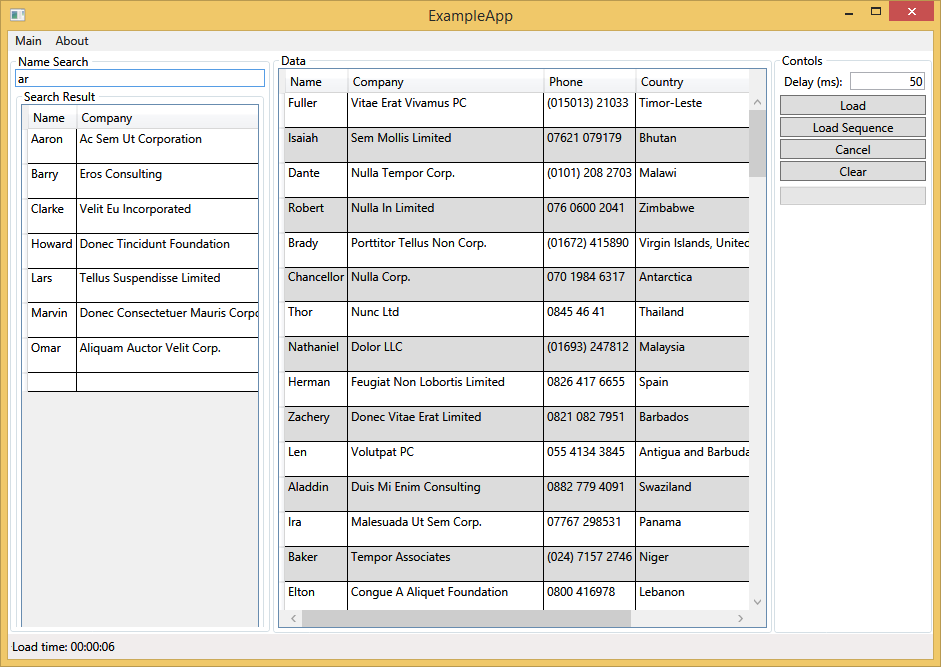 ExampleApp
Main About
Name Search
ar
Search Result
Name Company
Aaron Ac Sem Ut Corporation
Barry Eros Consulting
Clarke Velit Eu Incorporated
Howard Donec Tincidunt Foundation
Lars Tellus Suspendisse Limited
Marvin Donec Consectetuer Mauris Corpo
Omar Aliquam Auctor Velit Corp.
Data
Name Company Phone Country
Fuller Vitae Erat Vivamus PC (015013) 21033 Timor-Leste
Isaiah Sem Mollis Limited 07621 079179 Bhutan
Dante Nulla Tempor Corp. (0101) 208 2703 Malawi
Robert Nulla In Limited 076 0600 2041 Zimbabwe
Brady Porttitor Tellus Non Corp. (01672) 415890 Virgin Islands, United
Chancellor Nulla Corp. 070 1984 6317 Antarctica
Thor Nunc Ltd 0845 46 41 Thailand
Nathaniel Dolor LLC (01693) 247812 Malaysia
Herman Feugiat Non Lobortis Limited 0826 417 6655 Spain
Zachery Donec Vitae Erat Limited 0821 082 7951 Barbados
Len Volutpat PC 055 4134 3845 Antigua and Barbuda
Aladdin Duis Mi Enim Consulting 0882 779 4091 Swaziland
Ira Malesuada Ut Sem Corp. 07767 298531 Panama
Baker Tempor Associates (024) 7157 2746 Niger
Elton Congue A Aliquet Foundation 0800 416978 Lebanon
Contols
Delay (ms): 50
Load
Load Sequence
Cancel
Clear
Load time: 00:00:06